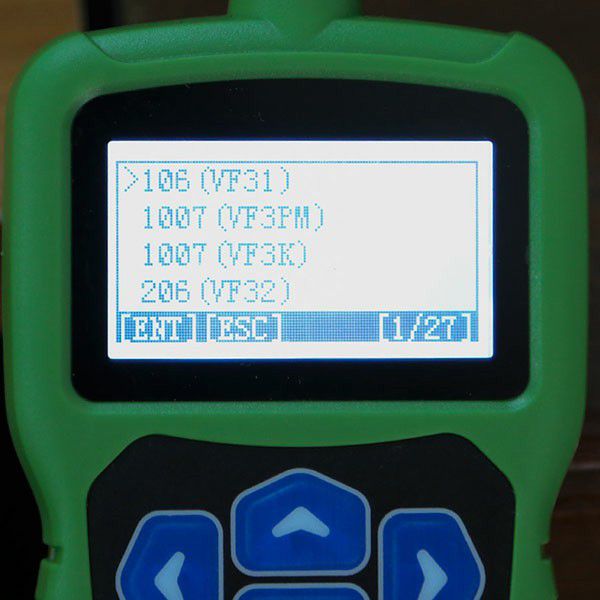 >106(VF31)
1007(VF3PM)
1007(VF3K)
206(VF32)
[ENT][ESC] [1/27]